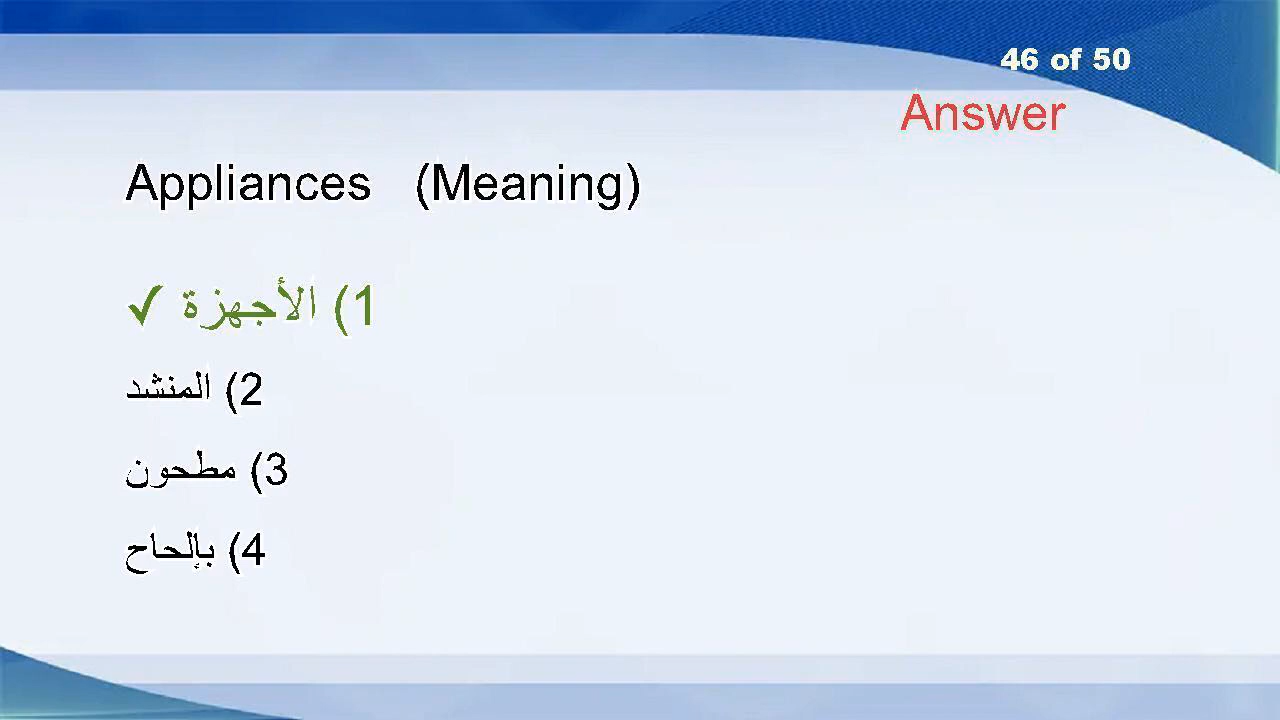 46 of 50
Answer
Appliances (Meaning)
1) الأجهزة ✓
2) المنشد
3) مطحون
4) بإلحاح